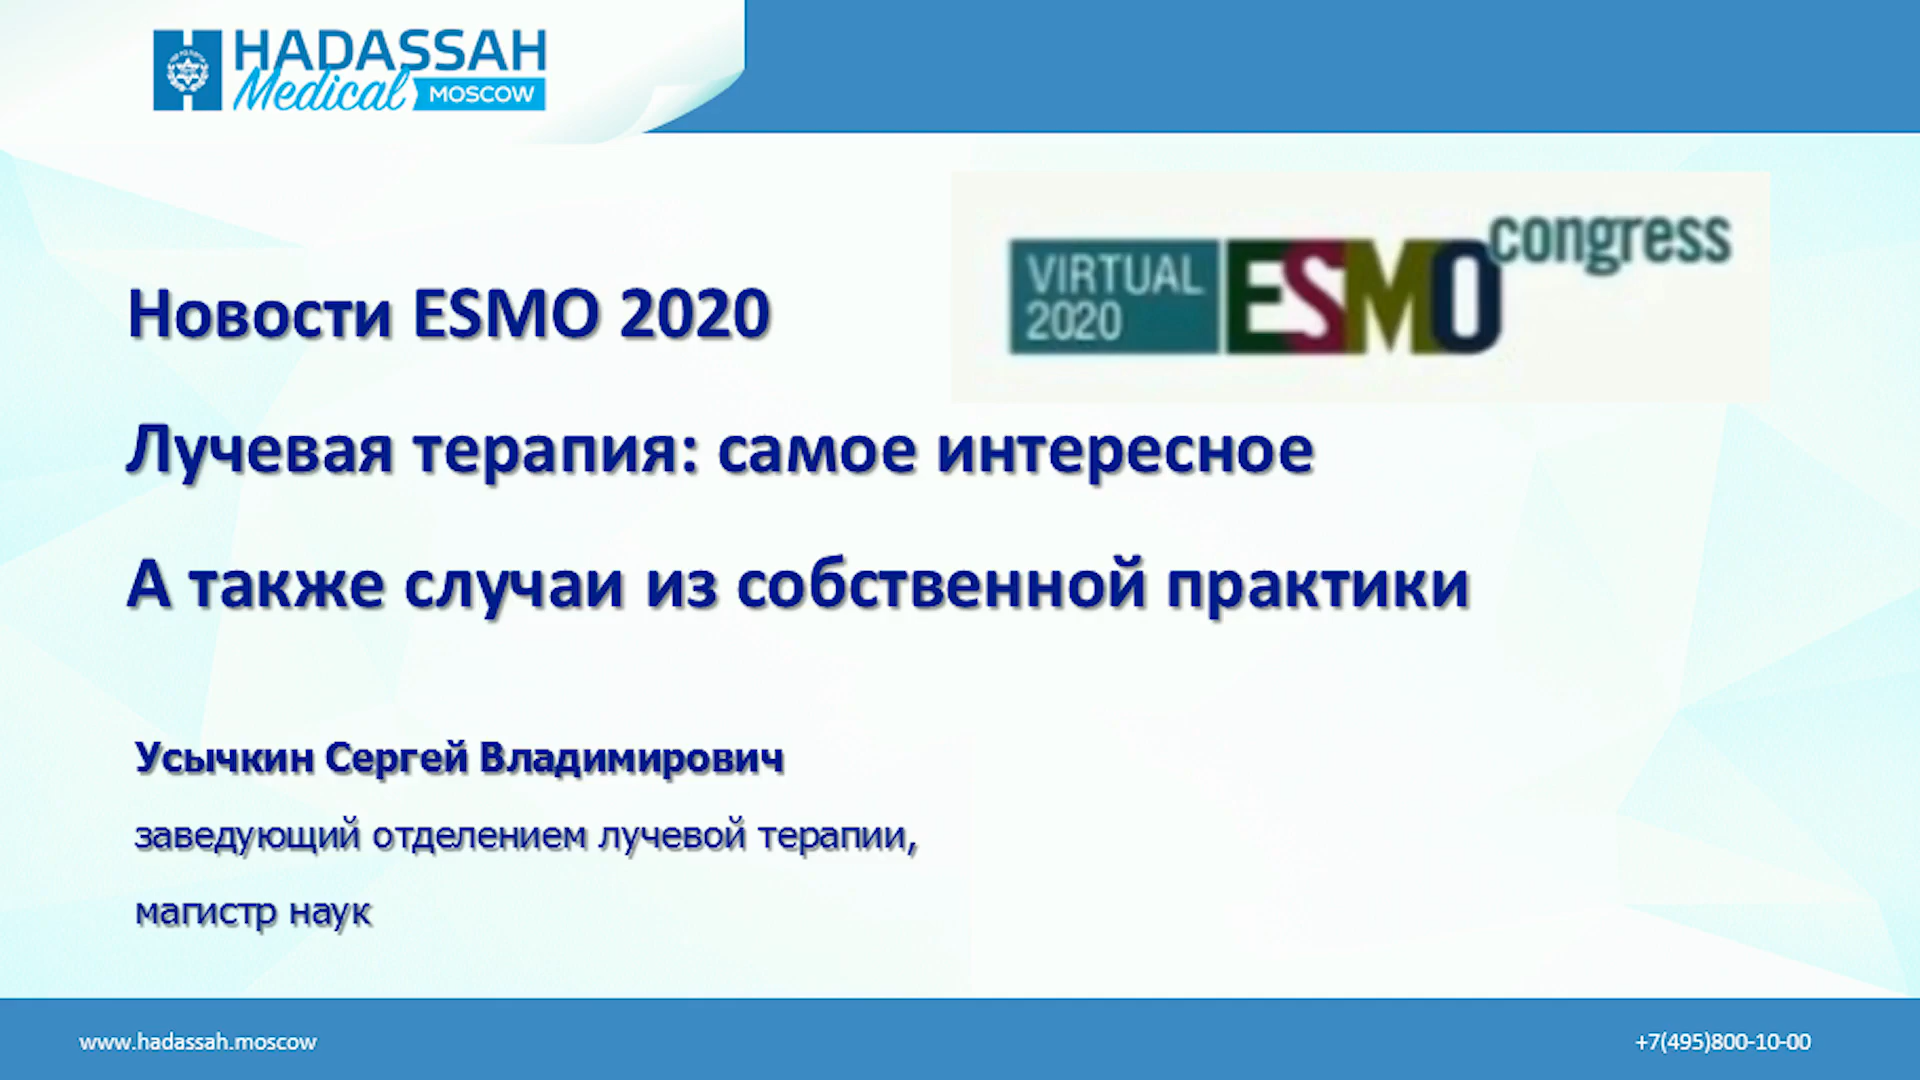 HADASSAH
Medical MOSCOW
VIRTUAL
2020
ESMO congress
Новости ESMO 2020
Лучевая терапия: самое интересное
А также случаи из собственной практики
Усычкин Сергей Владимирович
заведующий отделением лучевой терапии,
магистр наук
www.hadassah.moscow
+7(495)800-10-00